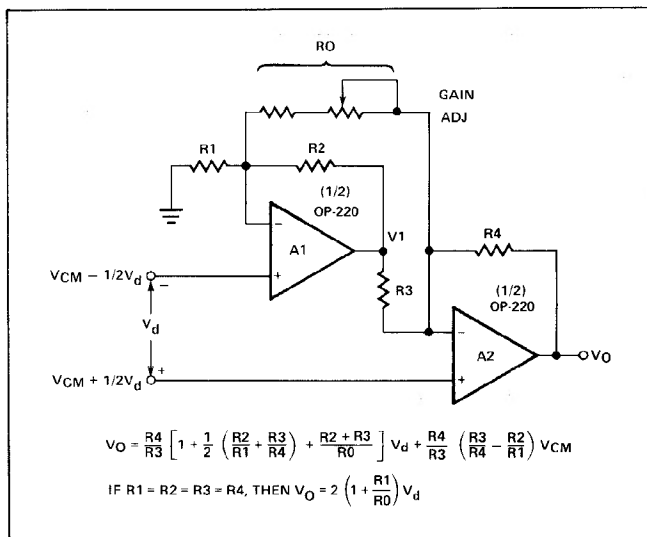 RO
GAIN
ADJ
R1
R2
(1/2)
OP-220
V1
R4
A1
R3
(1/2)
OP-220
VCM − 1/2Vd
−
+
Vd
+
VCM + 1/2Vd
−
A2
+
VO
VO = R4/R3 [1 + 1/2 (R2/R1 + R3/R4) + (R2 + R3)/R0] Vd + R4/R3 (R3/R4 − R2/R1) VCM
IF R1 = R2 = R3 = R4, THEN VO = 2 (1 + R1/R0) Vd